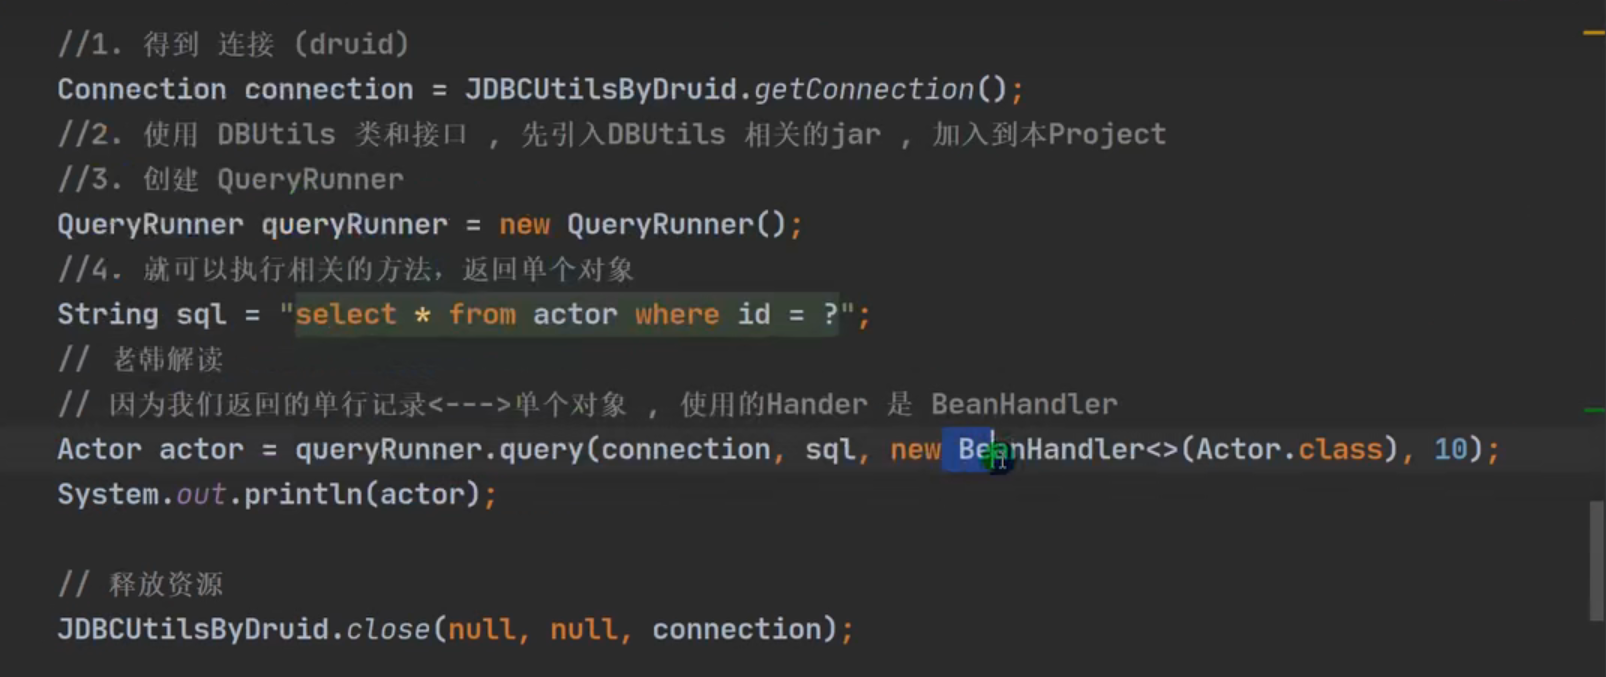 //1. 得到 连接 (druid)
Connection connection = JDBCUtilsByDruid.getConnection();
//2. 使用 DBUtils 类和接口 , 先引入DBUtils 相关的jar , 加入到本Project
//3. 创建 QueryRunner
QueryRunner queryRunner = new QueryRunner();
//4. 就可以执行相关的方法，返回单个对象
String sql = "select * from actor where id = ?";
// 老韩解读
// 因为我们返回的单行记录<--->单个对象 , 使用的Hander 是 BeanHandler
Actor actor = queryRunner.query(connection, sql, new BeanHandler<>(Actor.class), 10);
System.out.println(actor);
// 释放资源
JDBCUtilsByDruid.close(null, null, connection);